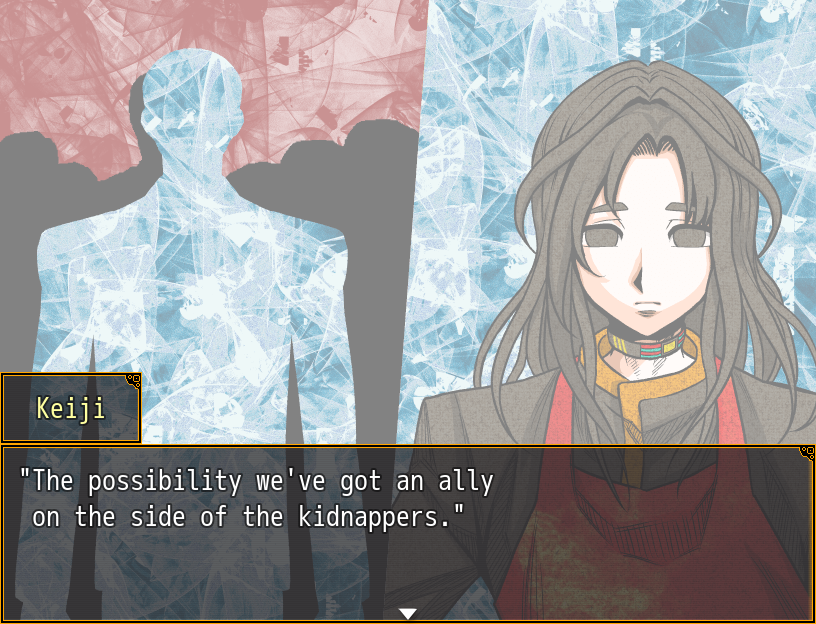 Keiji
"The possibility we've got an ally
on the side of the kidnappers."